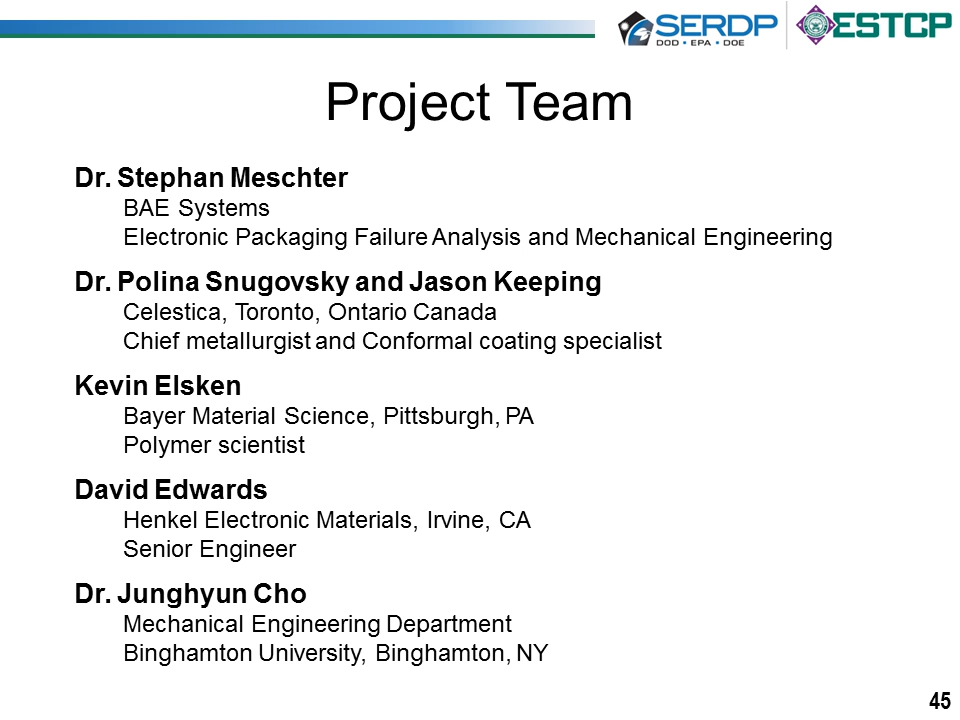 SERDP
DOD • EPA • DOE
ESTCP
Project Team
Dr. Stephan Meschter
BAE Systems
Electronic Packaging Failure Analysis and Mechanical Engineering
Dr. Polina Snugovsky and Jason Keeping
Celestica, Toronto, Ontario Canada
Chief metallurgist and Conformal coating specialist
Kevin Elsken
Bayer Material Science, Pittsburgh, PA
Polymer scientist
David Edwards
Henkel Electronic Materials, Irvine, CA
Senior Engineer
Dr. Junghyun Cho
Mechanical Engineering Department
Binghamton University, Binghamton, NY
45